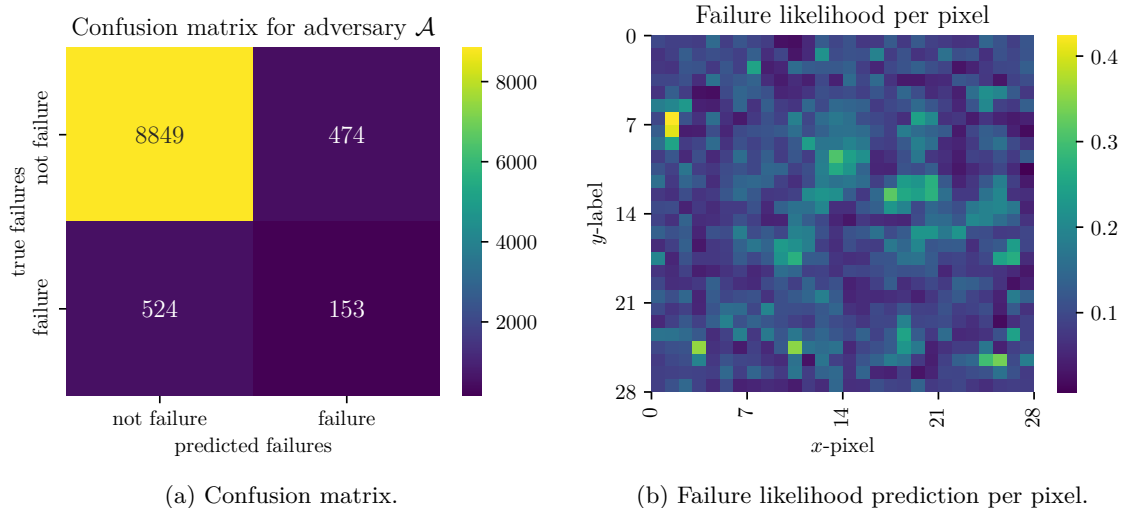 Confusion matrix for adversary 𝒜
true failures
not failure
failure
8849
474
524
153
not failure
failure
predicted failures
8000
6000
4000
2000
(a) Confusion matrix.
Failure likelihood per pixel
y-label
0
7
14
21
28
0
7
14
21
28
x-pixel
0.4
0.3
0.2
0.1
(b) Failure likelihood prediction per pixel.